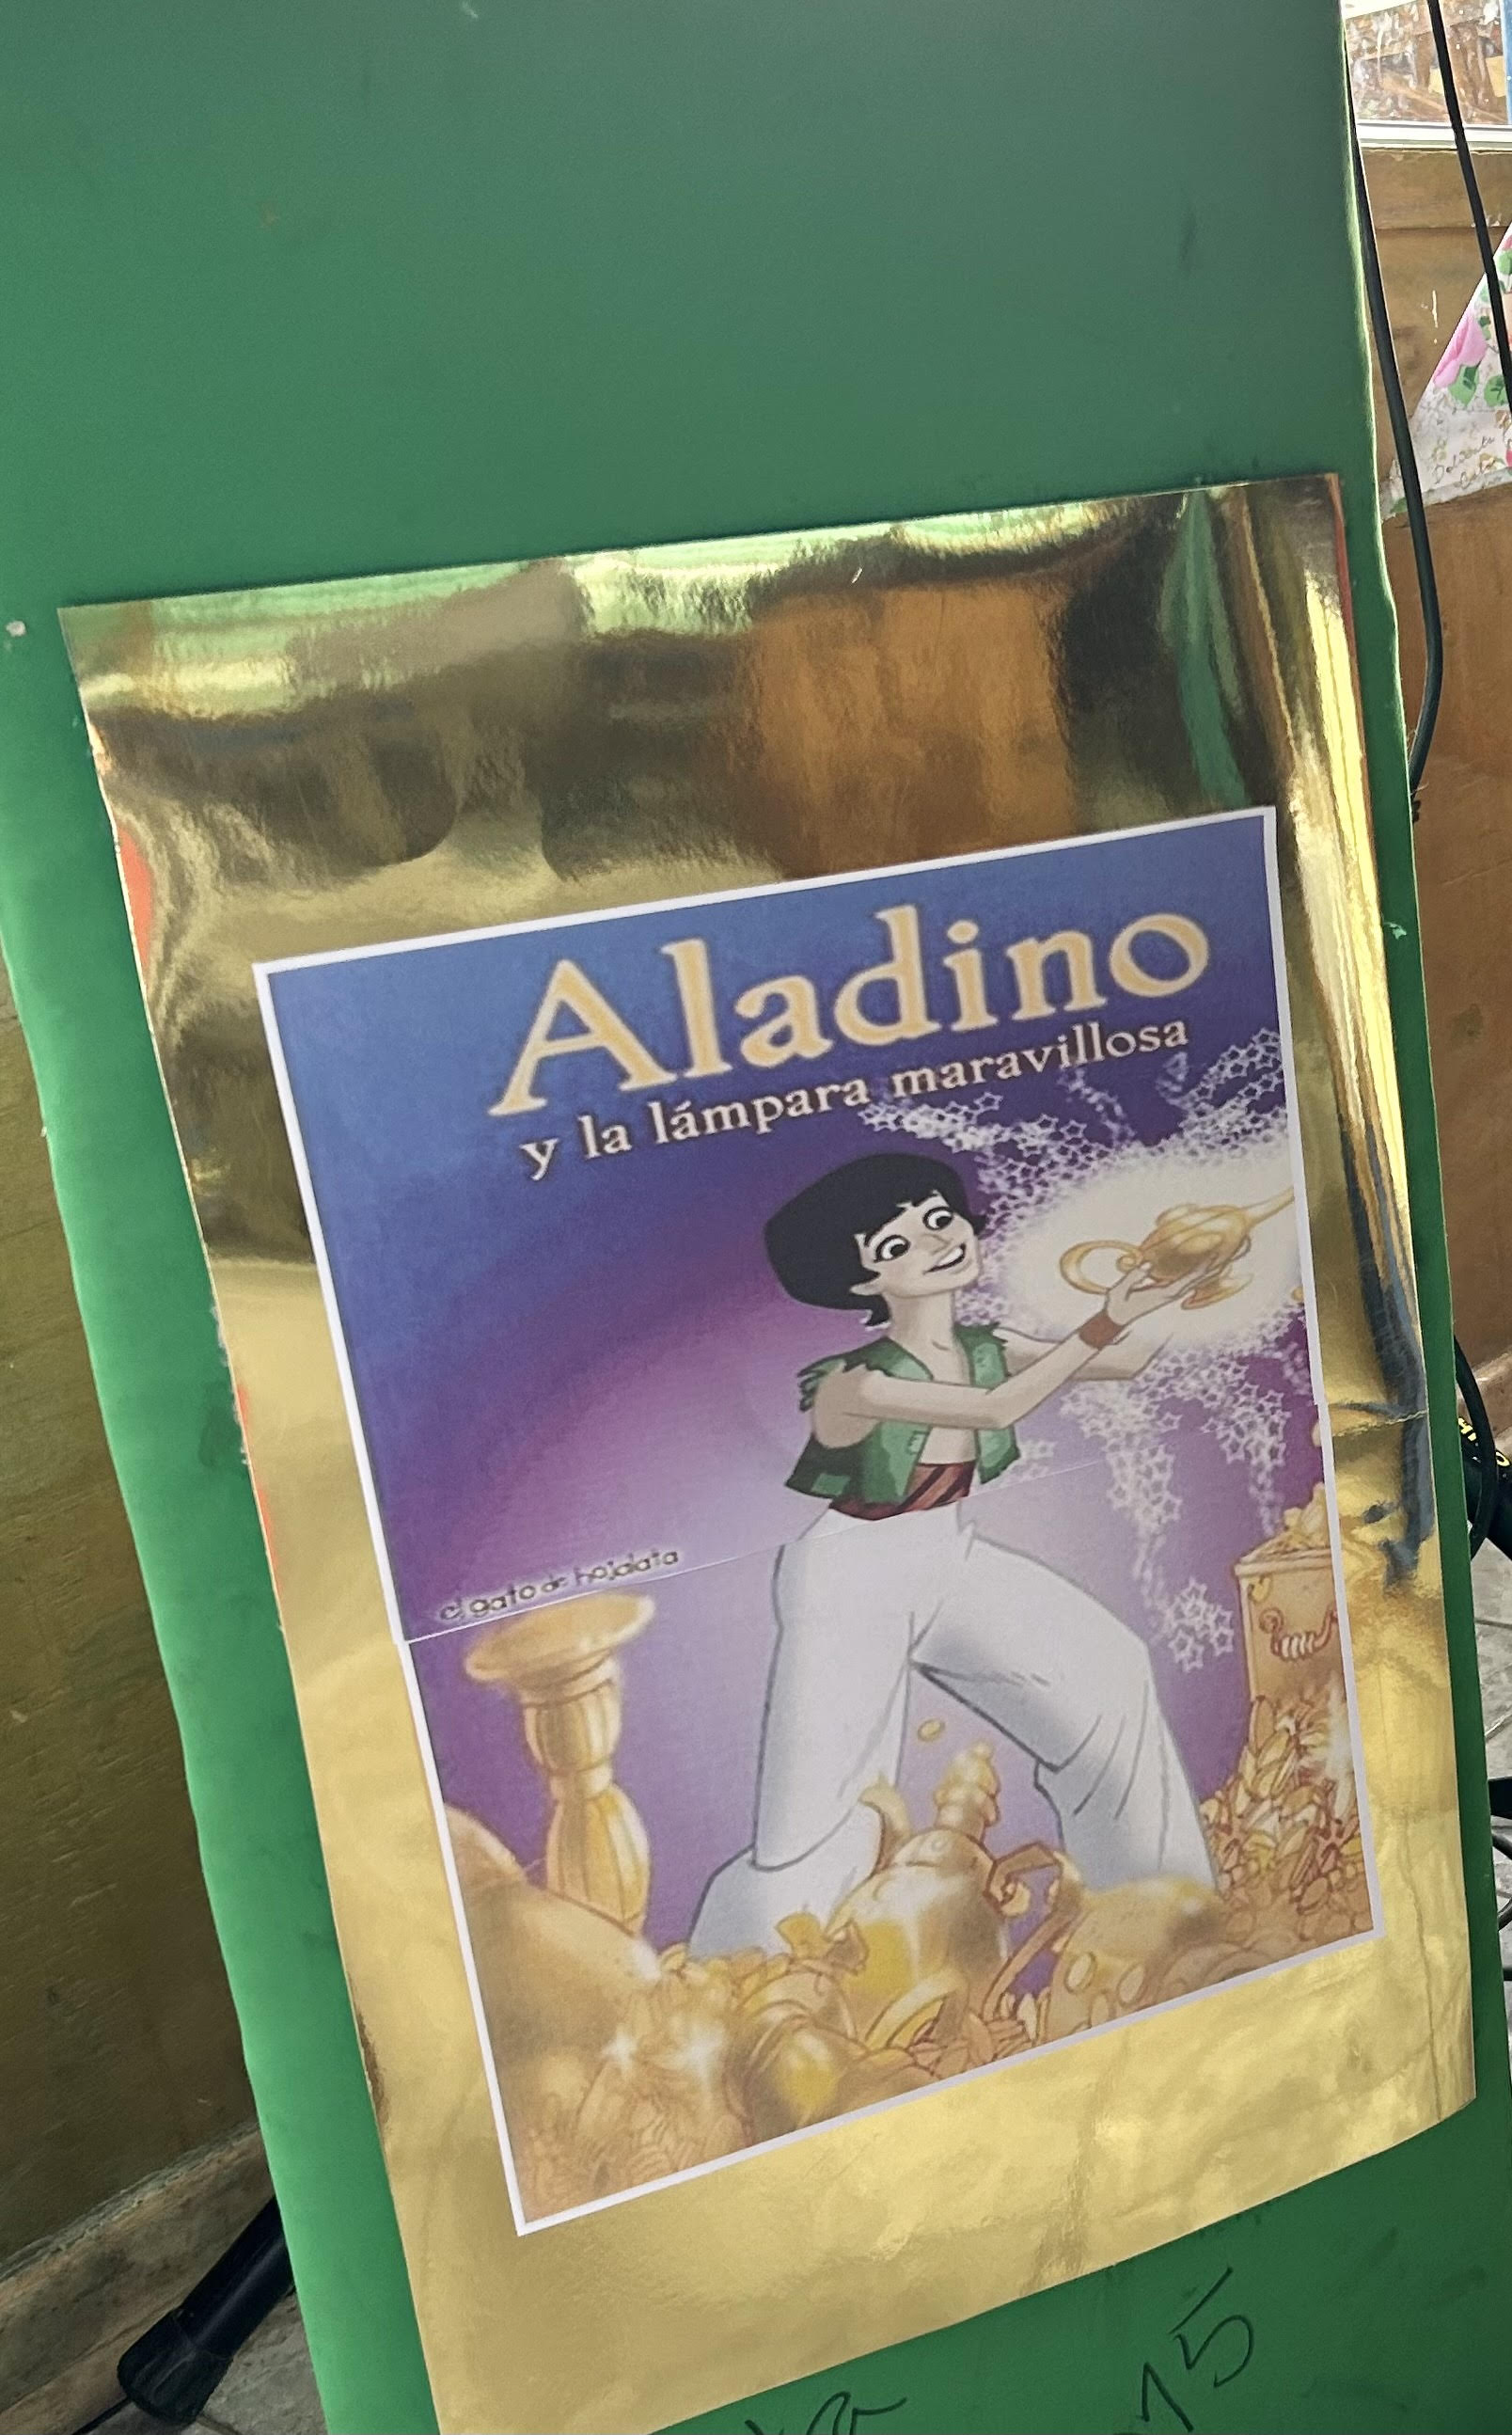 Aladino
y la lámpara maravillosa
el gato de hojalata